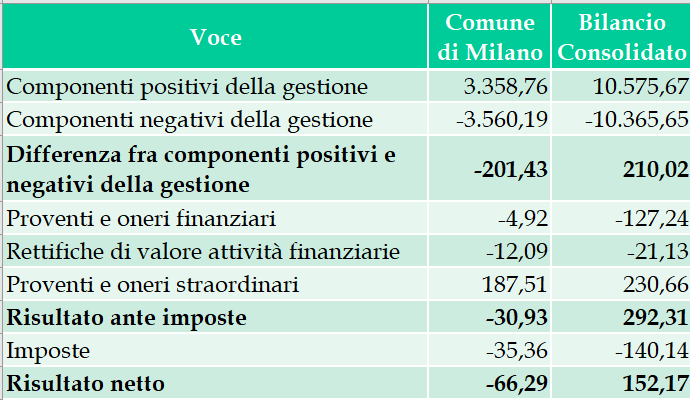 Voce Comune di Milano Bilancio Consolidato
Componenti positivi della gestione 3.358,76 10.575,67
Componenti negativi della gestione -3.560,19 -10.365,65
Differenza fra componenti positivi e
negativi della gestione -201,43 210,02
Proventi e oneri finanziari -4,92 -127,24
Rettifiche di valore attività finanziarie -12,09 -21,13
Proventi e oneri straordinari 187,51 230,66
Risultato ante imposte -30,93 292,31
Imposte -35,36 -140,14
Risultato netto -66,29 152,17